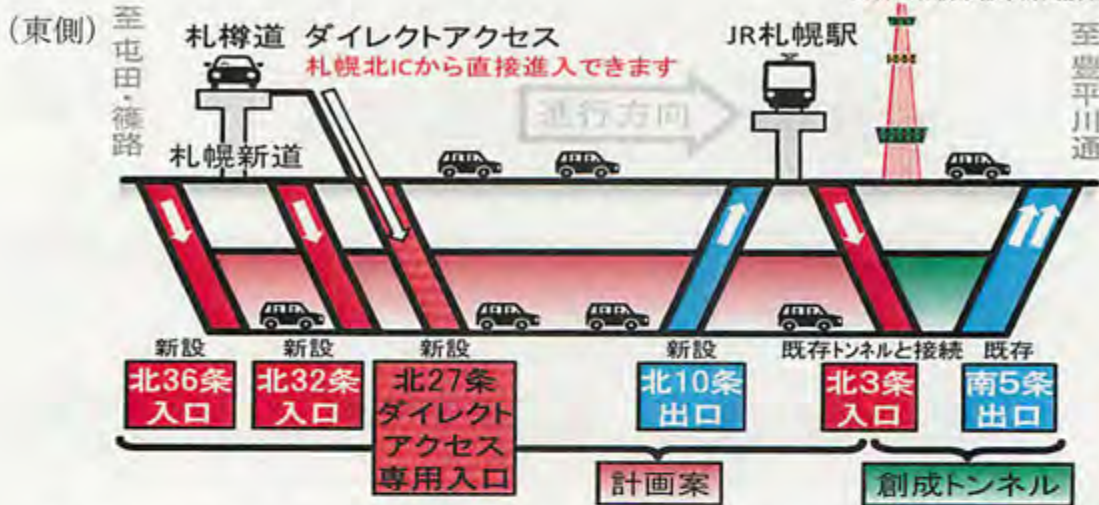 (東側)
至屯田・篠路
札樽道
ダイレクトアクセス
札幌北ICから直接進入できます
札幌新道
進行方向
JR札幌駅
至豊平川通
新設
北36条
入口
新設
北32条
入口
新設
北27条
ダイレクト
アクセス
専用入口
新設
北10条
出口
既存トンネルと接続
北3条
入口
既存
南5条
出口
計画案
創成トンネル